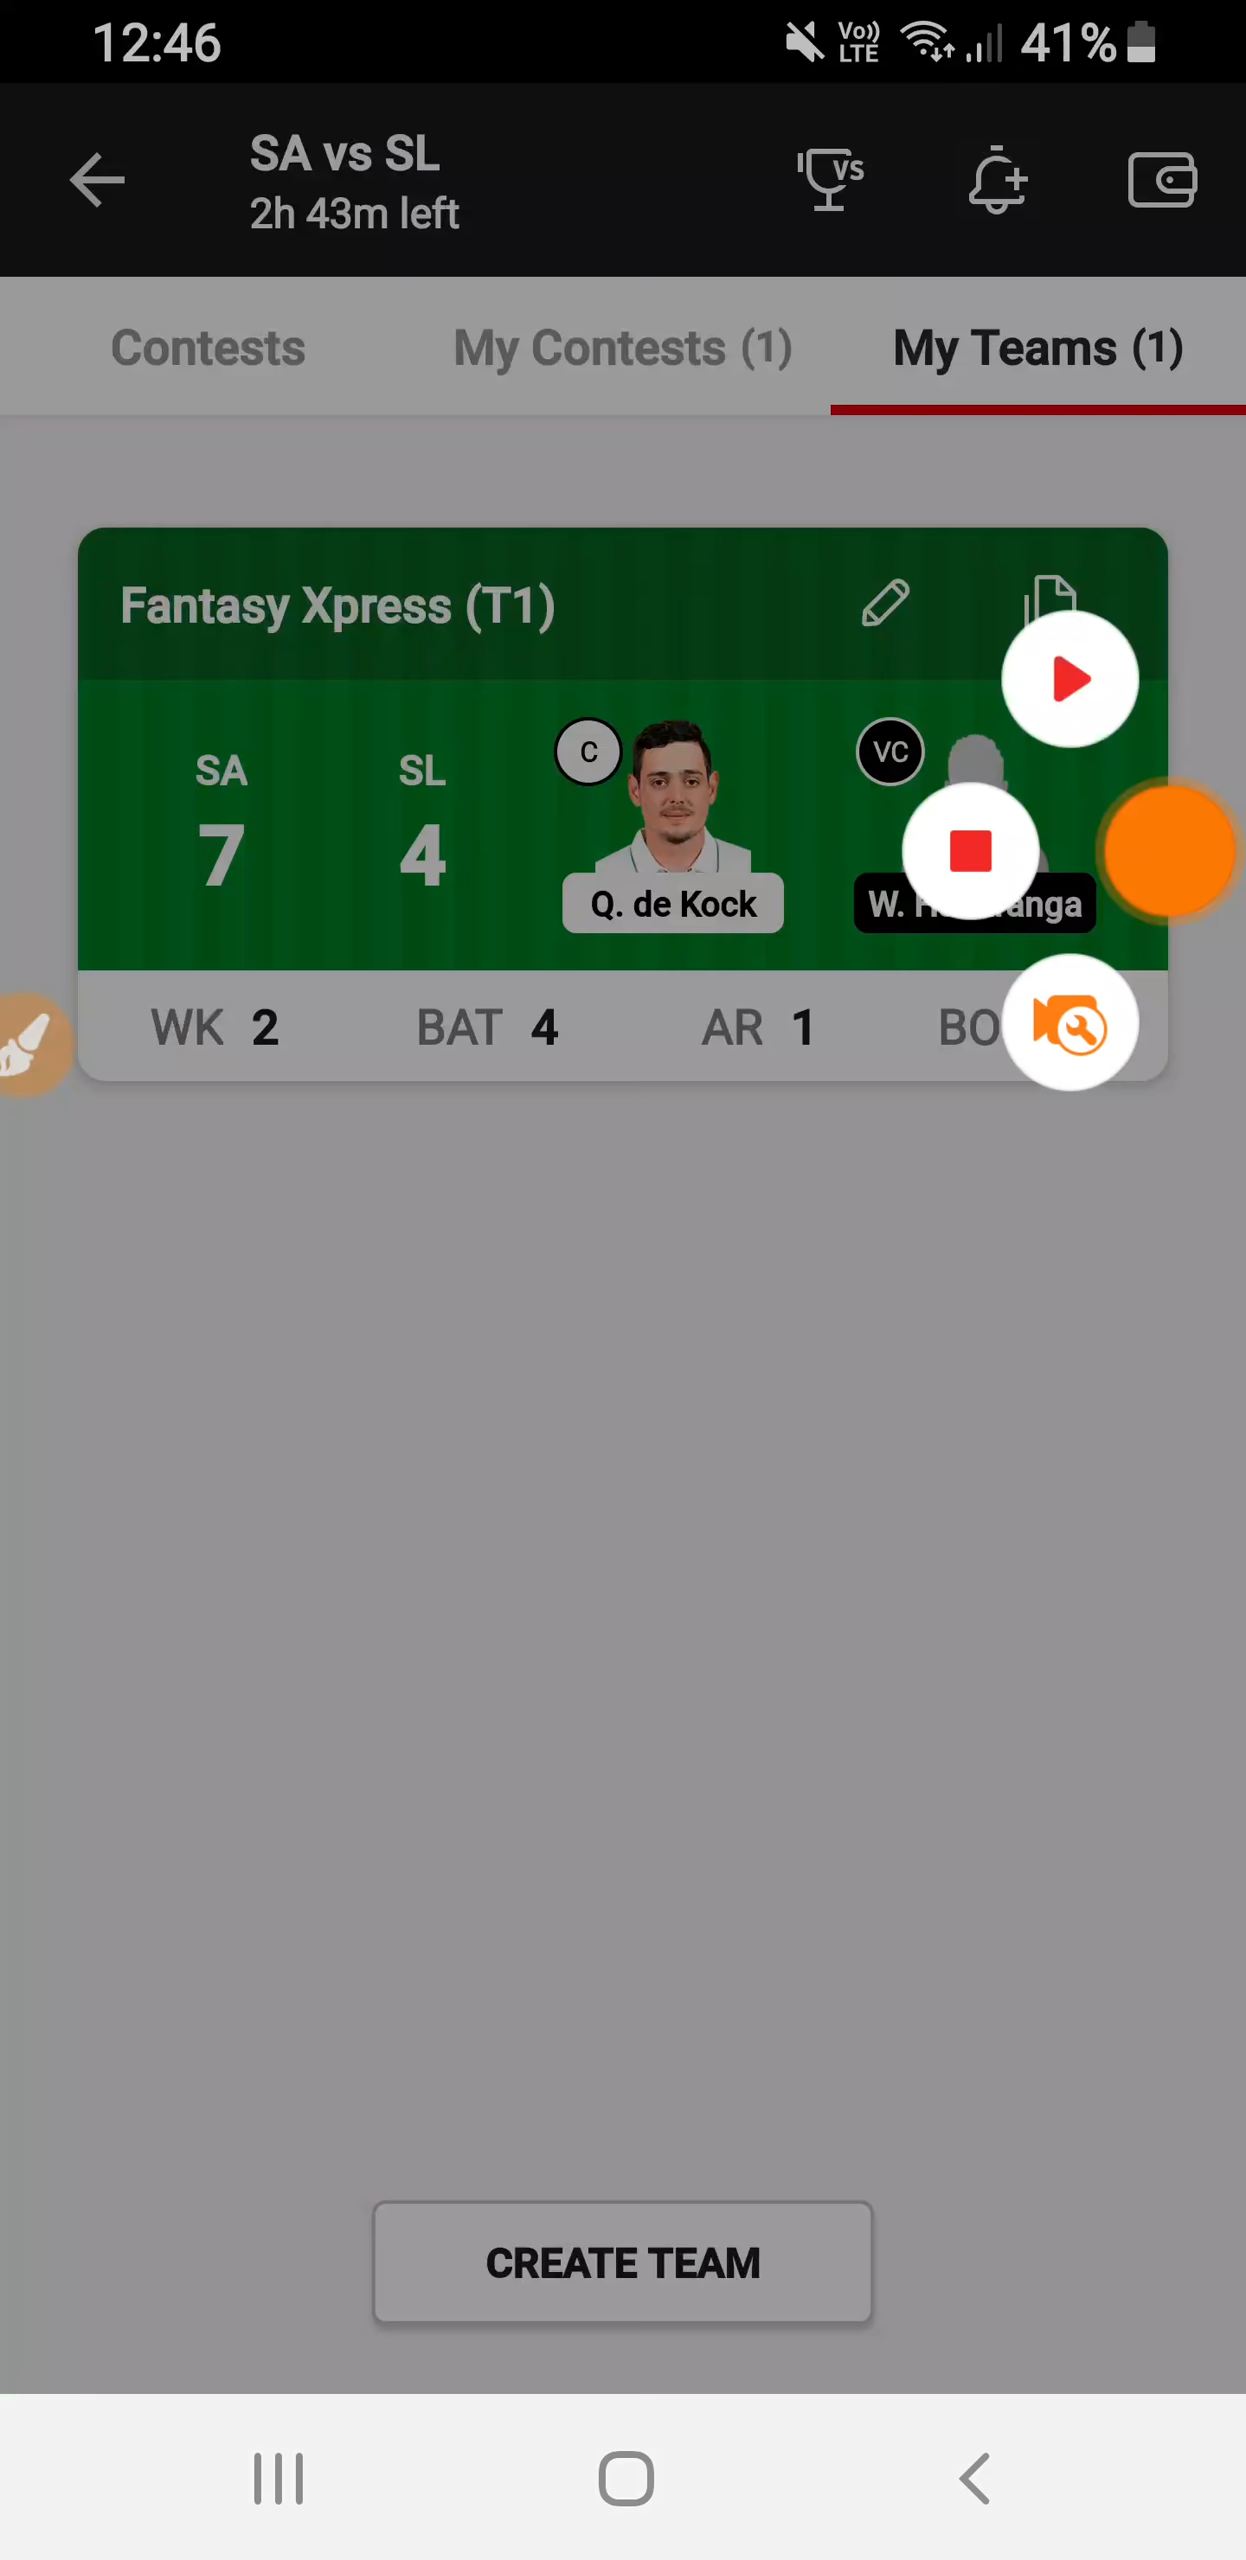 12:46
Vo)) LTE
41%
SA vs SL
2h 43m left
VS
Contests
My Contests (1)
My Teams (1)
Fantasy Xpress (T1)
SA
7
SL
4
C
Q. de Kock
VC
W.
WK 2
BAT 4
AR 1
CREATE TEAM